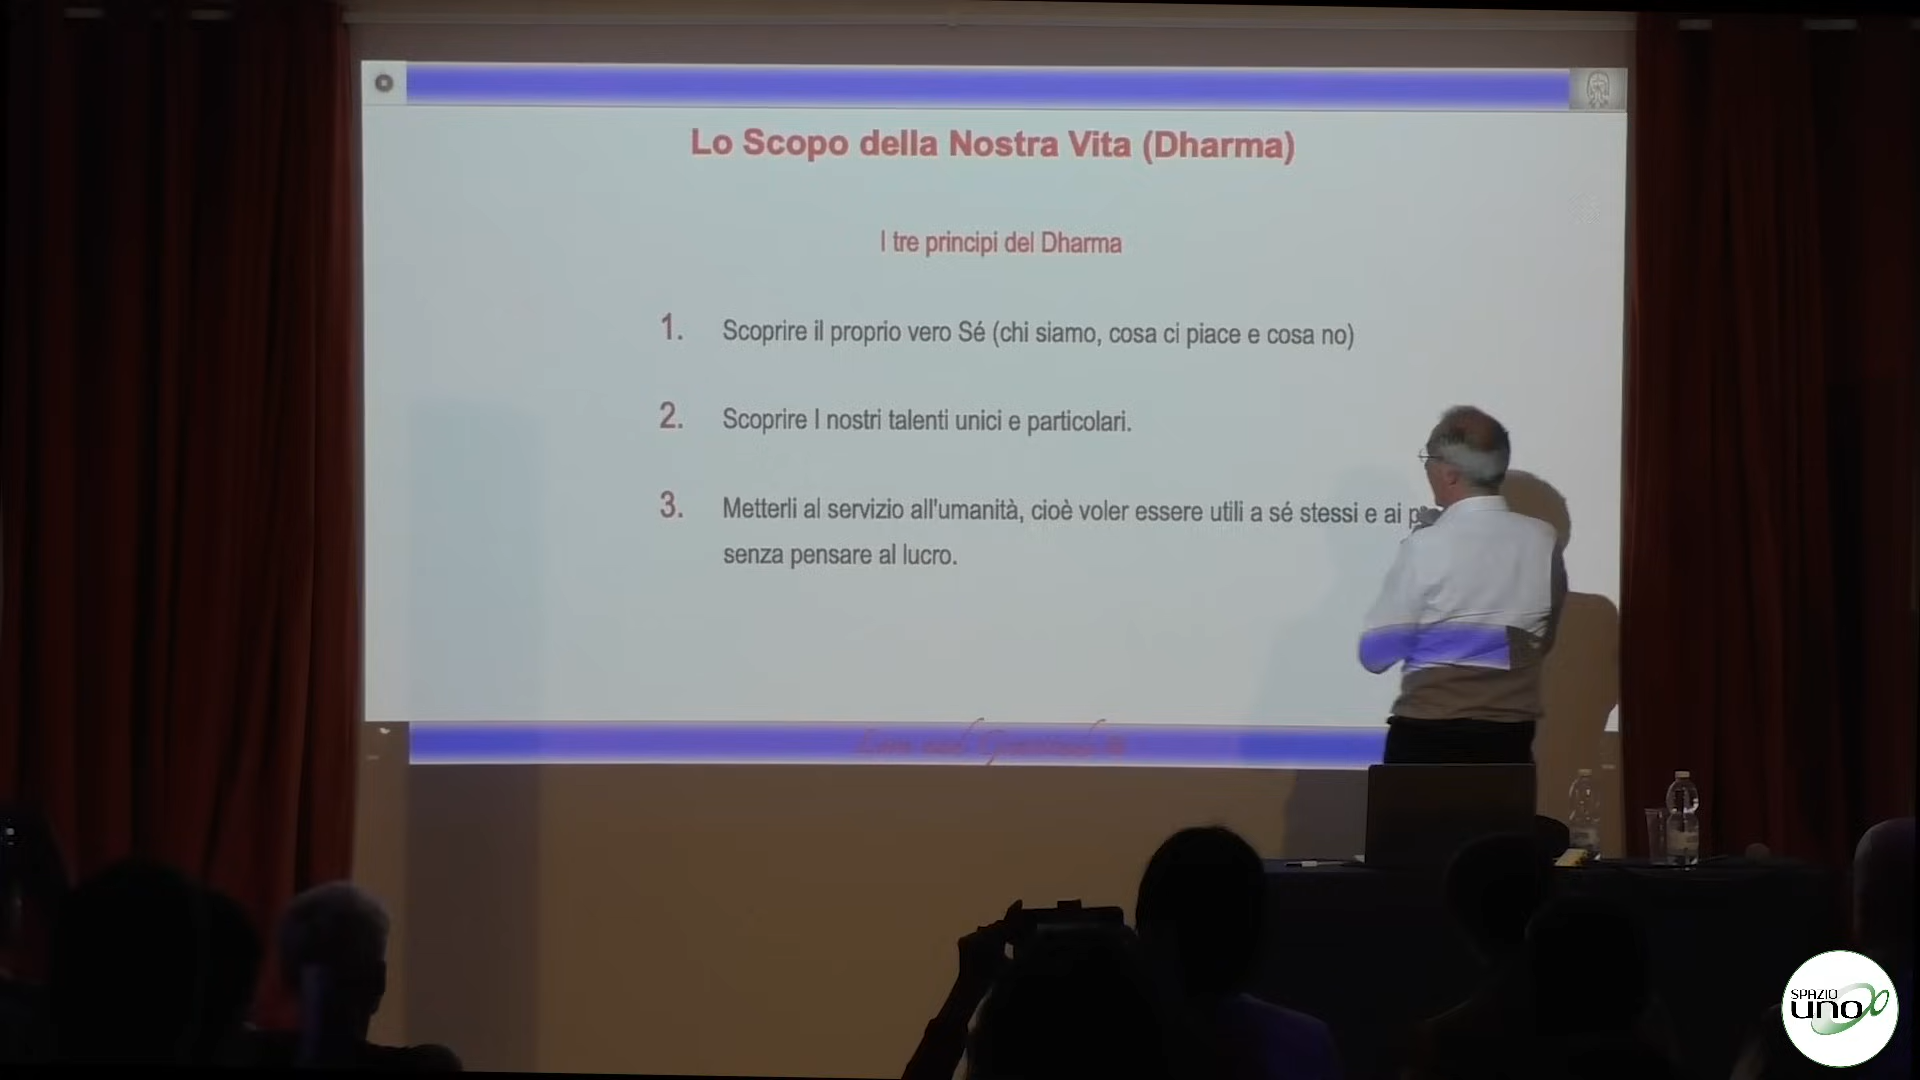 Lo Scopo della Nostra Vita (Dharma)
I tre principi del Dharma
1. Scoprire il proprio vero Sé (chi siamo, cosa ci piace e cosa no)
2. Scoprire I nostri talenti unici e particolari.
3. Metterli al servizio all'umanità, cioè voler essere utili a sé stessi e ai
senza pensare al lucro.
SPAZIO
uno